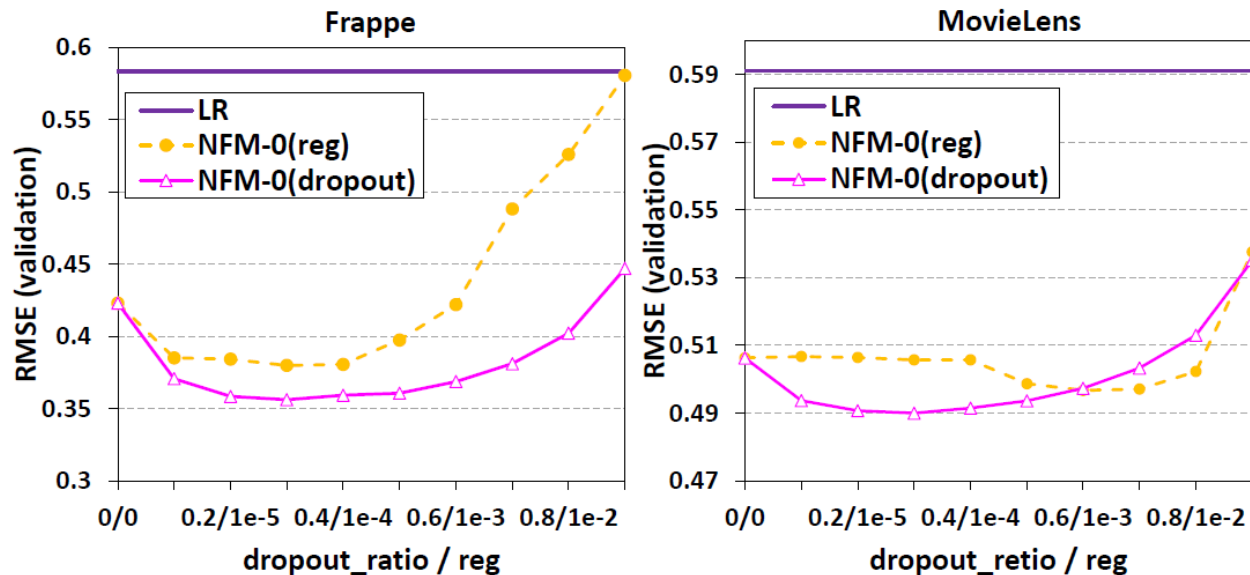 Frappe
0.6
0.55
0.5
0.45
0.4
0.35
0.3
RMSE (validation)
LR
NFM-0(reg)
NFM-0(dropout)
0/0 0.2/1e-5 0.4/1e-4 0.6/1e-3 0.8/1e-2
dropout_ratio / reg
MovieLens
0.59
0.57
0.55
0.53
0.51
0.49
0.47
RMSE (validation)
LR
NFM-0(reg)
NFM-0(dropout)
0/0 0.2/1e-5 0.4/1e-4 0.6/1e-3 0.8/1e-2
dropout_retio / reg